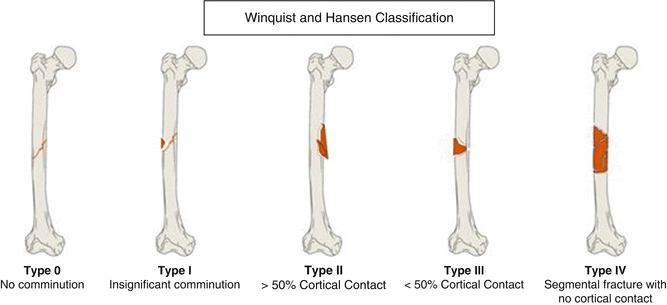 Winquist and Hansen Classification
Type 0
No comminution
Type I
Insignificant comminution
Type II
> 50% Cortical Contact
Type III
< 50% Cortical Contact
Type IV
Segmental fracture with
no cortical contact